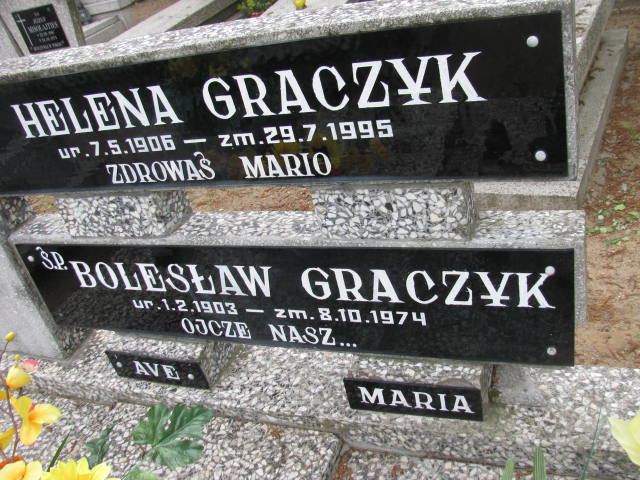 HELENA GRACZYK
ur. 7.5.1906 — zm. 29.7.1995
ZDROWAŚ MARIO
Ś.P. BOLESŁAW GRACZYK
ur. 1.2.1903 — zm. 8.10.1974
OJCZE NASZ...
AVE
MARIA